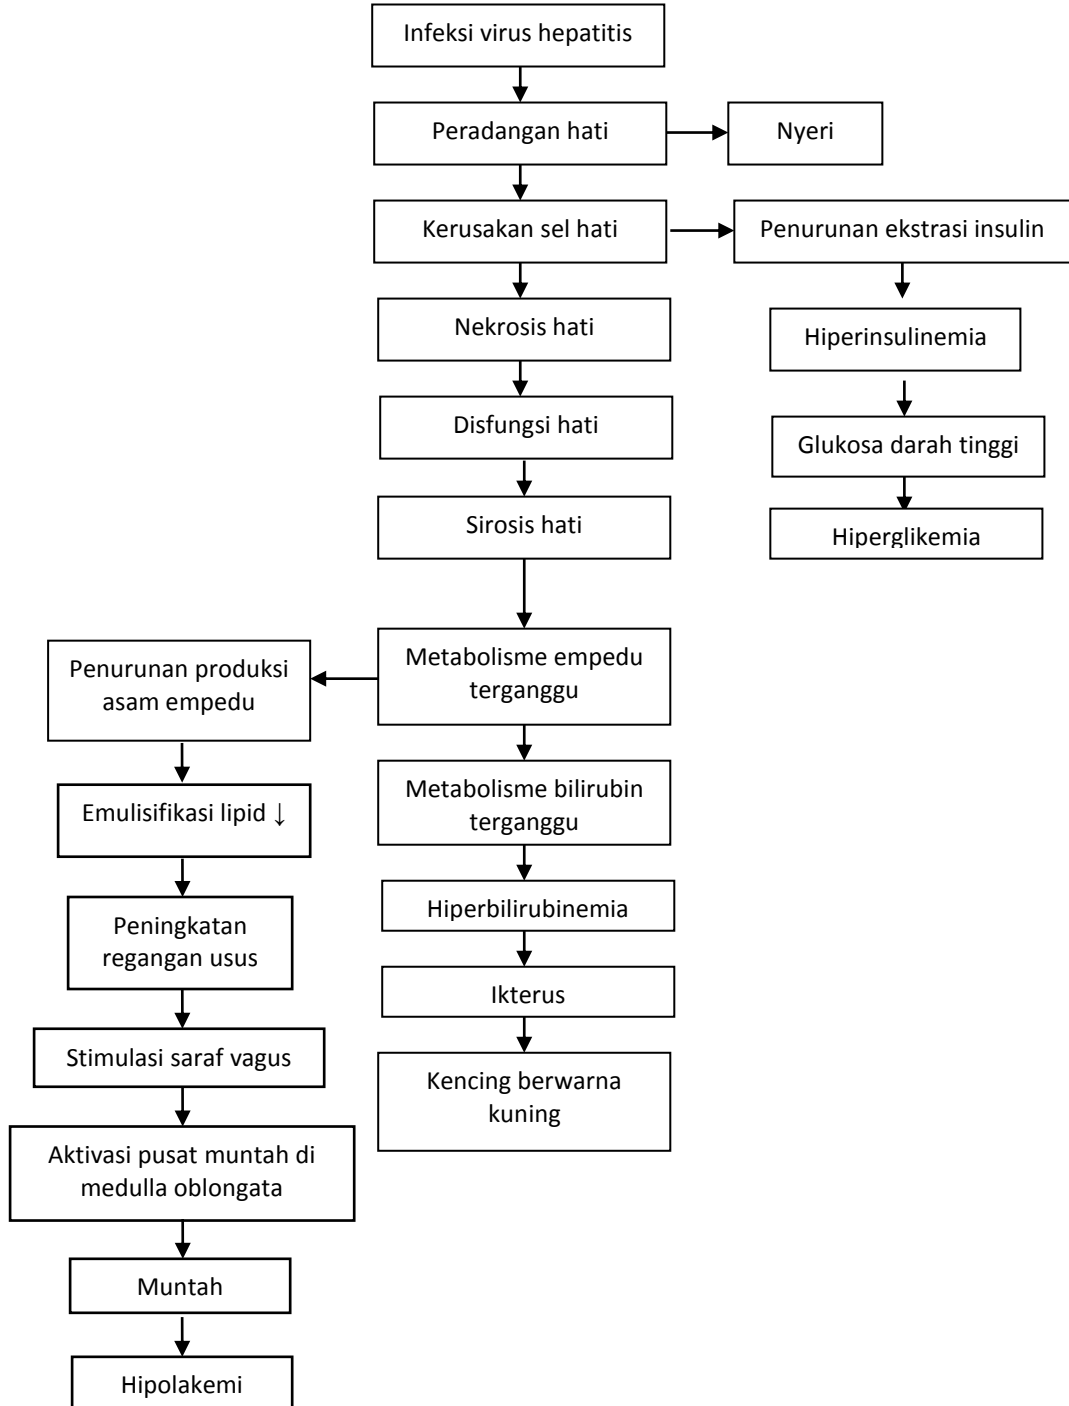 Infeksi virus hepatitis
Peradangan hati
Nyeri
Kerusakan sel hati
Penurunan ekstrasi insulin
Nekrosis hati
Hiperinsulinemia
Disfungsi hati
Glukosa darah tinggi
Sirosis hati
Hiperglikemia
Penurunan produksi
asam empedu
Metabolisme empedu
terganggu
Emulisifikasi lipid ↓
Metabolisme bilirubin
terganggu
Peningkatan
regangan usus
Hiperbilirubinemia
Ikterus
Stimulasi saraf vagus
Kencing berwarna
kuning
Aktivasi pusat muntah di
medulla oblongata
Muntah
Hipolakemi